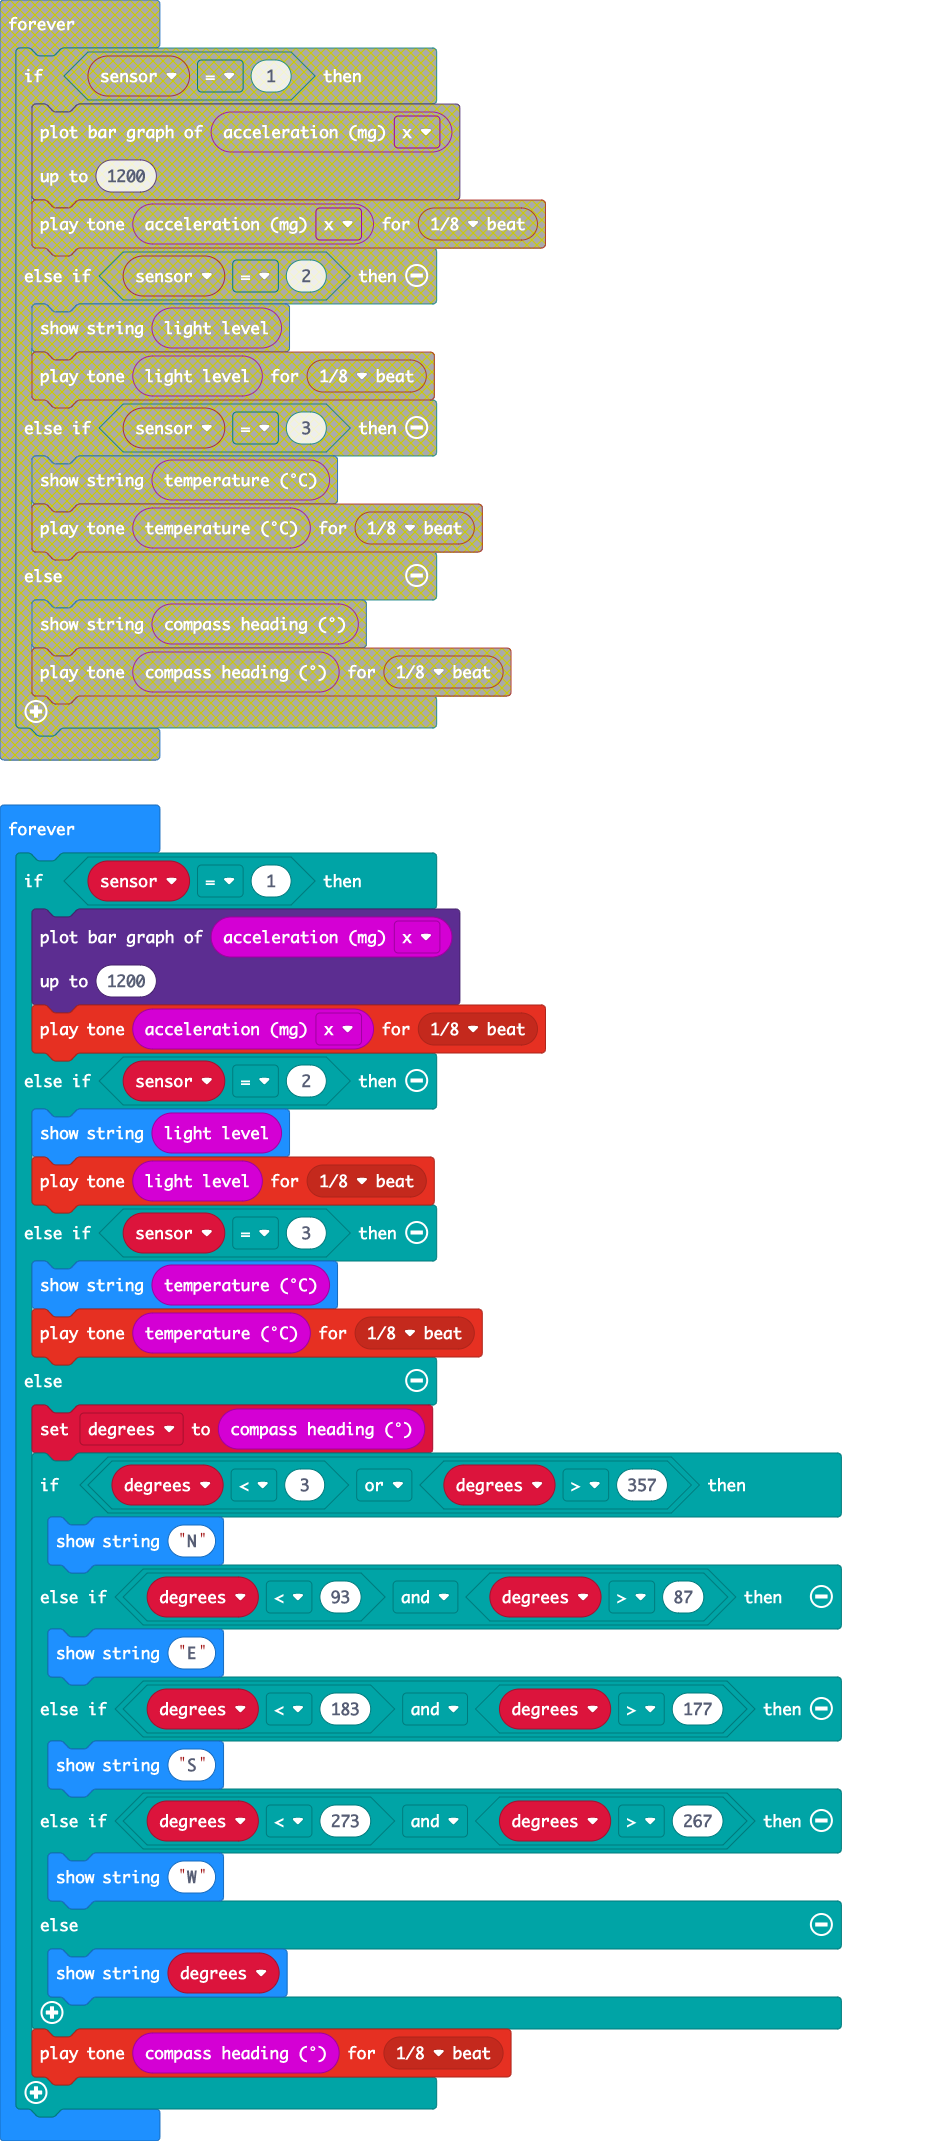 forever
if sensor = 1 then
plot bar graph of acceleration (mg) x
up to 1200
play tone acceleration (mg) x for 1/8 beat
else if sensor = 2 then
show string light level
play tone light level for 1/8 beat
else if sensor = 3 then
show string temperature (°C)
play tone temperature (°C) for 1/8 beat
else
show string compass heading (°)
play tone compass heading (°) for 1/8 beat
forever
if sensor = 1 then
plot bar graph of acceleration (mg) x
up to 1200
play tone acceleration (mg) x for 1/8 beat
else if sensor = 2 then
show string light level
play tone light level for 1/8 beat
else if sensor = 3 then
show string temperature (°C)
play tone temperature (°C) for 1/8 beat
else
set degrees to compass heading (°)
if degrees < 3 or degrees > 357 then
show string "N"
else if degrees < 93 and degrees > 87 then
show string "E"
else if degrees < 183 and degrees > 177 then
show string "S"
else if degrees < 273 and degrees > 267 then
show string "W"
else
show string degrees
play tone compass heading (°) for 1/8 beat